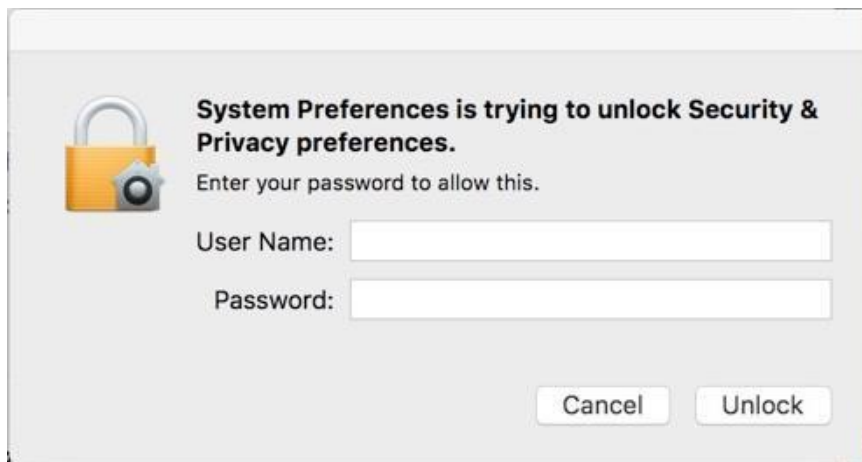 System Preferences is trying to unlock Security &
Privacy preferences.
Enter your password to allow this.
User Name:
Password:
Cancel
Unlock